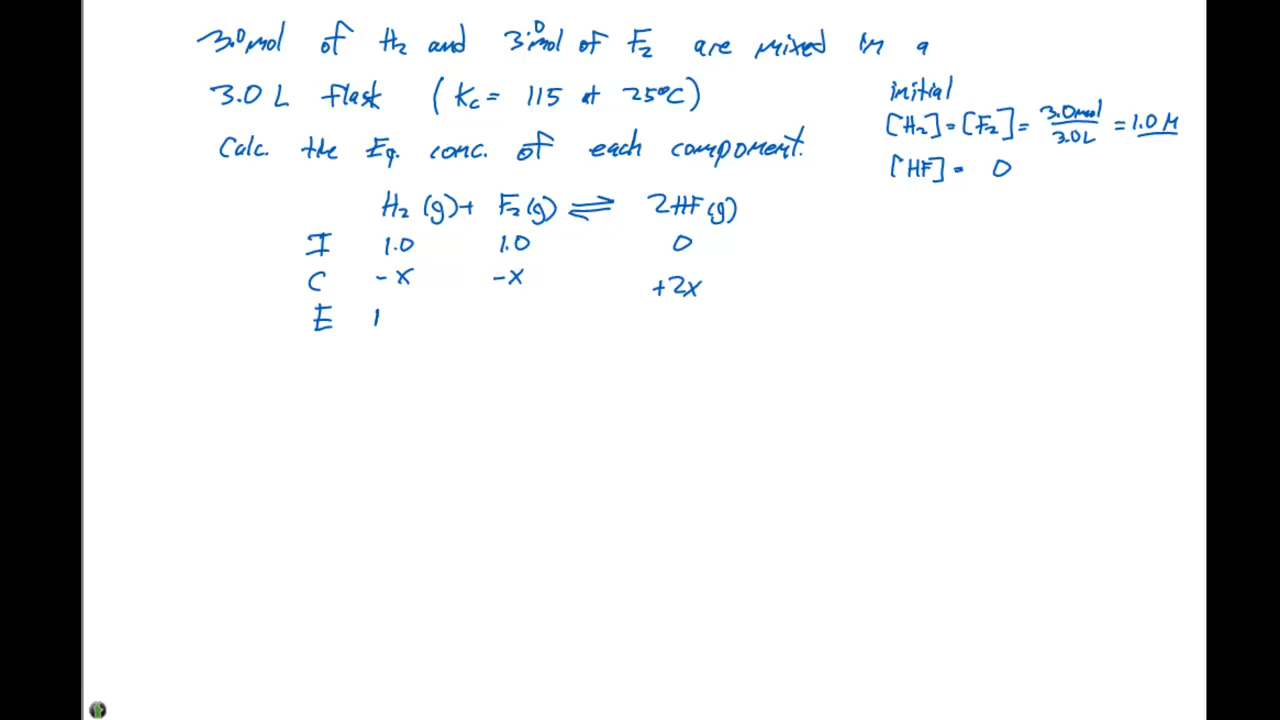 3.0 mol of H₂ and 3.0 mol of F₂ are mixed in a
3.0 L flask (Kc = 115 at 25°C)
Calc. the Eq. conc. of each component.
initial
[H₂] = [F₂] = 3.0 mol / 3.0 L = 1.0 M
[HF] = 0
H₂ (g) + F₂ (g) ⇌ 2HF (g)
I 1.0 1.0 0
C -x -x +2x
E 1